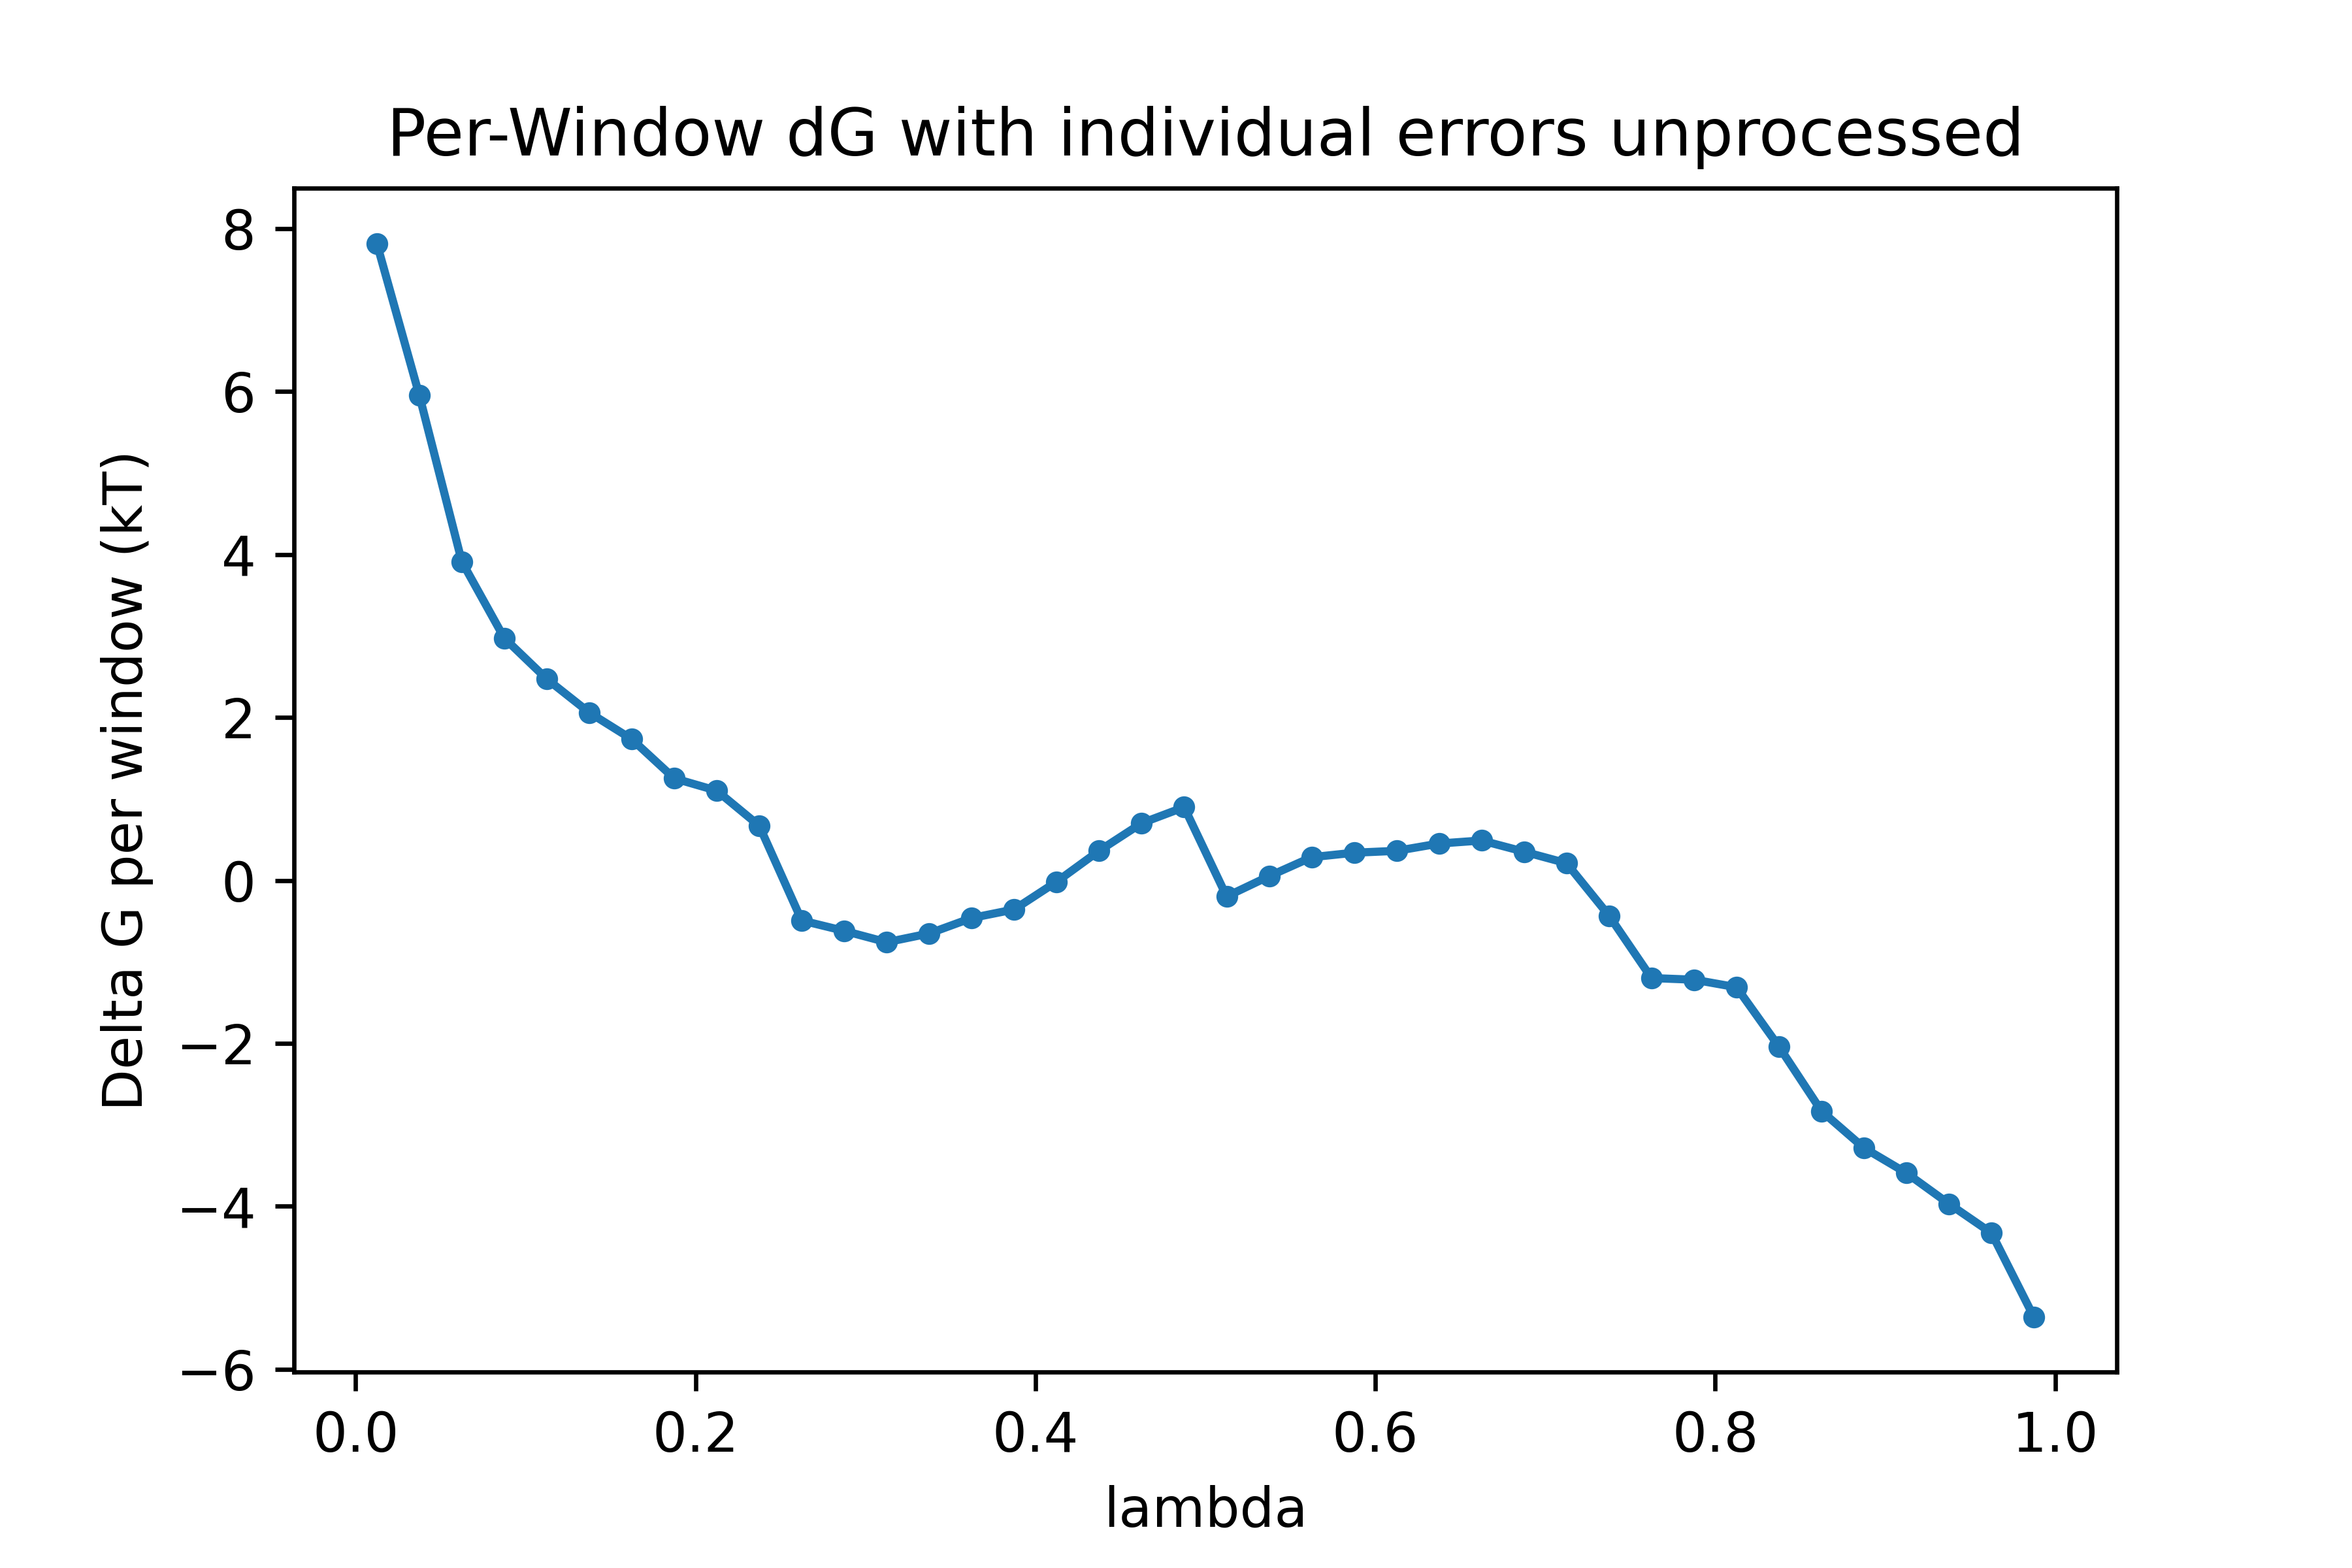 Per-Window dG with individual errors unprocessed
8
6
4
2
0
−2
−4
−6
Delta G per window (kT)
0.0 0.2 0.4 0.6 0.8 1.0
lambda